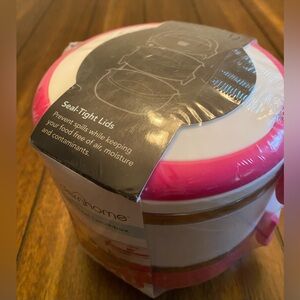 Seal-Tight Lids
Prevent spills while keeping
your food free of air, moisture
and contaminants.
home